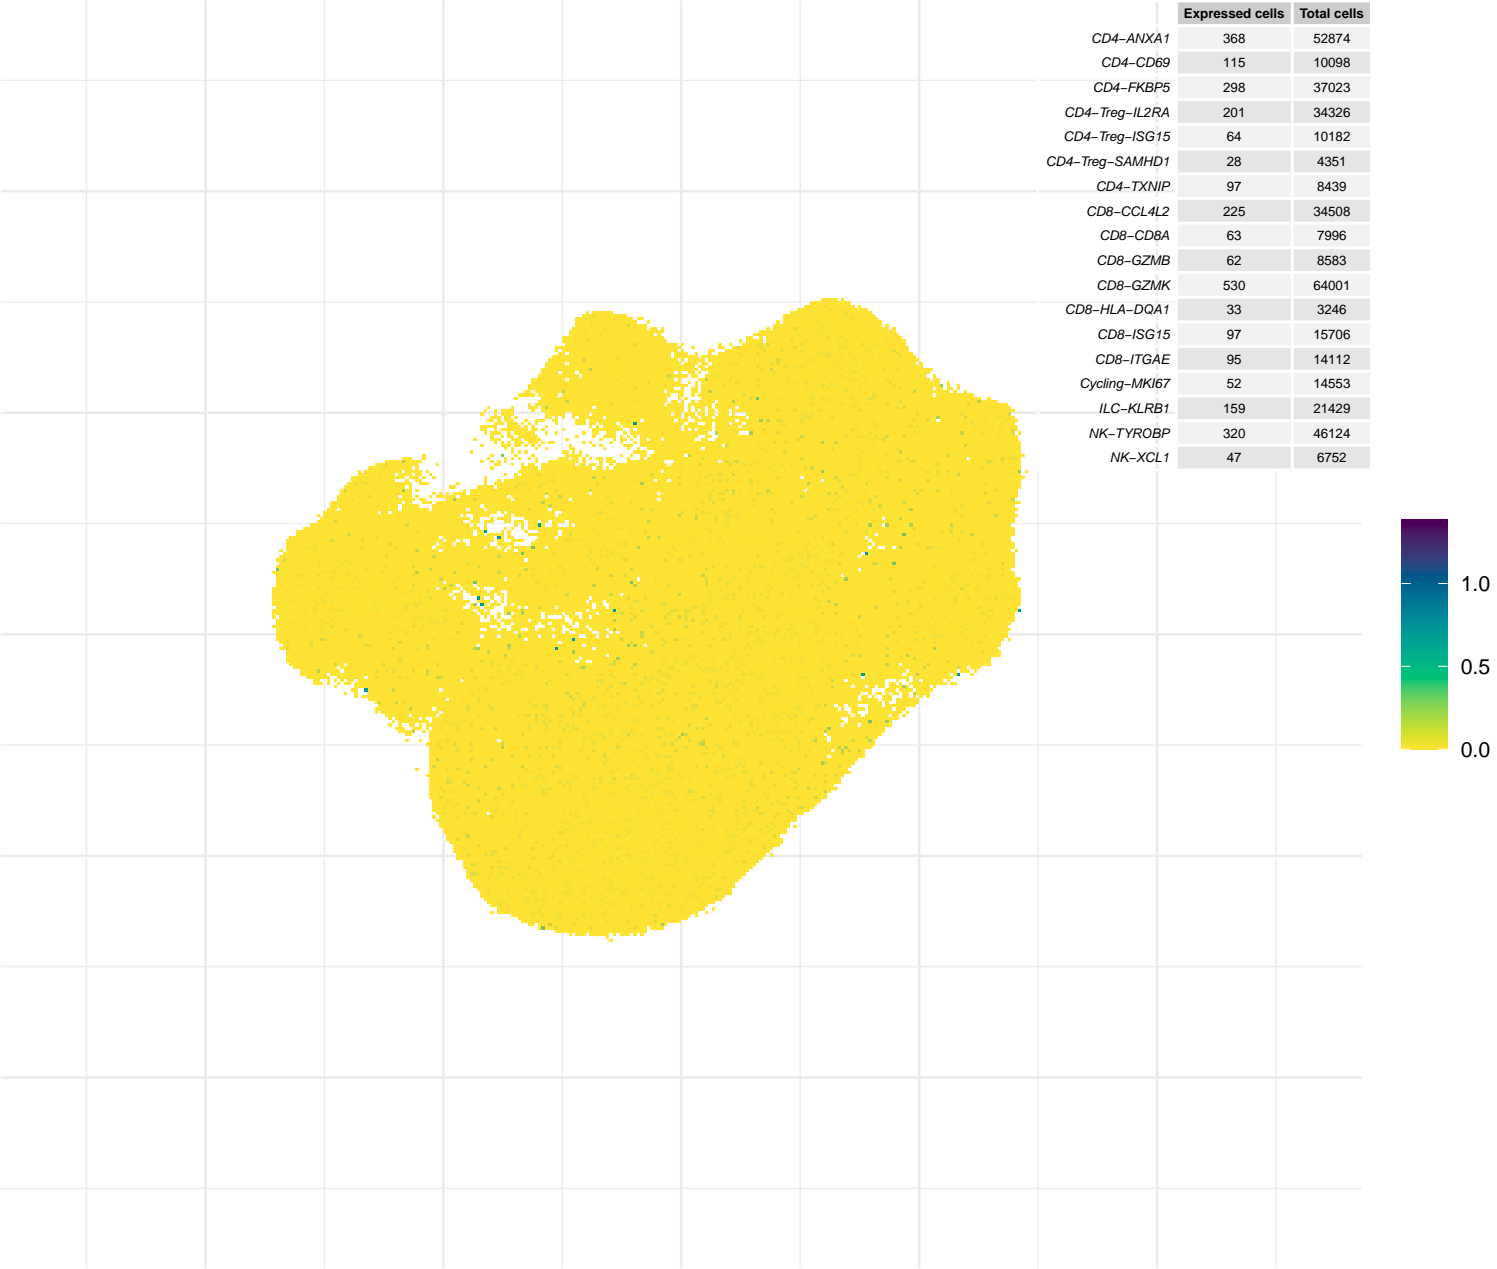 Expressed cells Total cells
CD4−ANXA1 368 52874
CD4−CD69 115 10098
CD4−FKBP5 298 37023
CD4−Treg−IL2RA 201 34326
CD4−Treg−ISG15 64 10182
CD4−Treg−SAMHD1 28 4351
CD4−TXNIP 97 8439
CD8−CCL4L2 225 34508
CD8−CD8A 63 7996
CD8−GZMB 62 8583
CD8−GZMK 530 64001
CD8−HLA−DQA1 33 3246
CD8−ISG15 97 15706
CD8−ITGAE 95 14112
Cycling−MKI67 52 14553
ILC−KLRB1 159 21429
NK−TYROBP 320 46124
NK−XCL1 47 6752
1.0
0.5
0.0